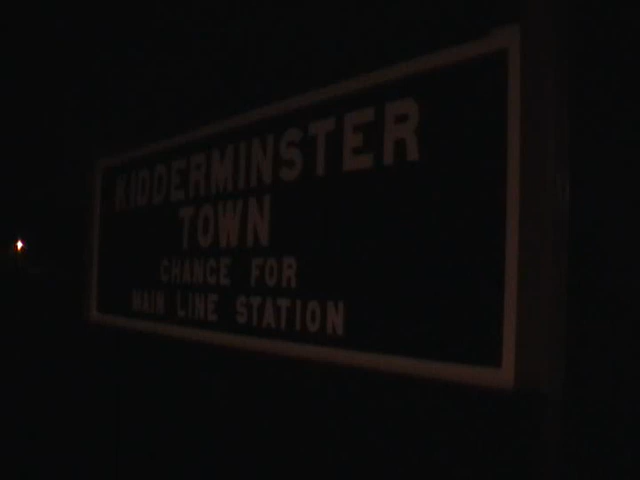 KIDDERMINSTER
TOWN
CHANGE FOR
MAIN LINE STATION